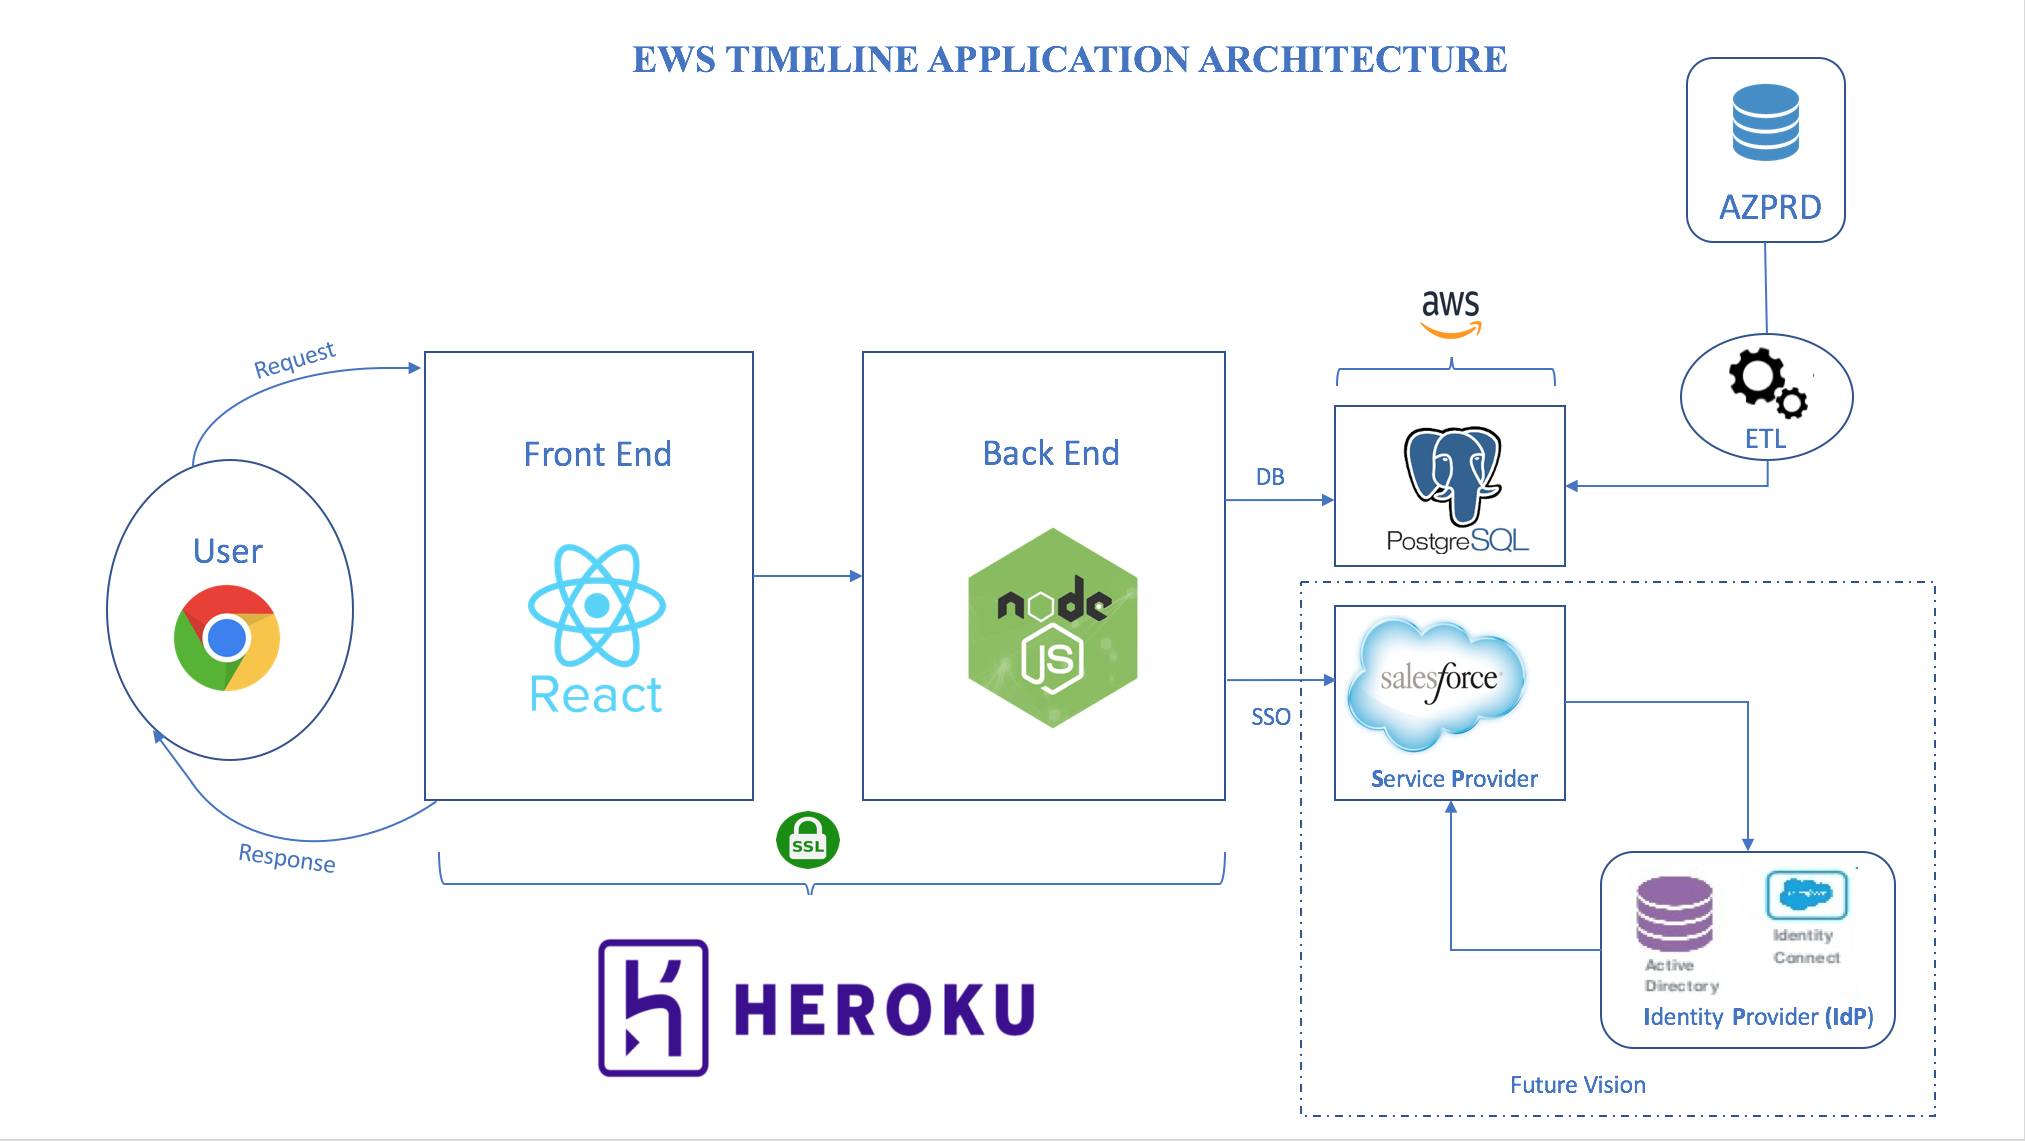 EWS TIMELINE APPLICATION ARCHITECTURE
AZPRD
aws
Request
ETL
Front End
Back End
DB
PostgreSQL
User
React
node
JS
salesforce
SSO
Service Provider
SSL
Response
Identity
Connect
Active
Directory
Identity Provider (IdP)
HEROKU
Future Vision